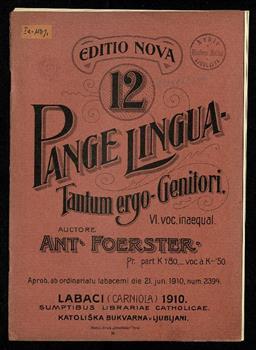 EDITIO NOVA
12
PANGE LINGUA-
Tantum ergo-Genitori.
VI. voc. inaequal.
AUCTORE
ANT. FOERSTER.
Pr. part. K 1·80 _ voc. à K-·50.
Aprob. ab ordinariatu labacensi die 21. jun. 1910, num. 2394.
LABACI (CARNIOLA) 1910.
SUMPTIBUS LIBRARIAE CATHOLICAE.
KATOLIŠKA BUKVARNA V LJUBLJANI.